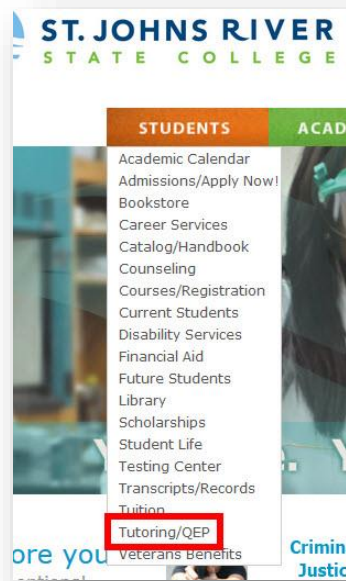 ST. JOHNS RIVER
STATE COLLEGE
STUDENTS
ACAD
Academic Calendar
Admissions/Apply Now!
Bookstore
Career Services
Catalog/Handbook
Counseling
Courses/Registration
Current Students
Disability Services
Financial Aid
Future Students
Library
Scholarships
Student Life
Testing Center
Transcripts/Records
Tuition
Tutoring/QEP
Veterans Benefits
ore you
Crimin
Justic